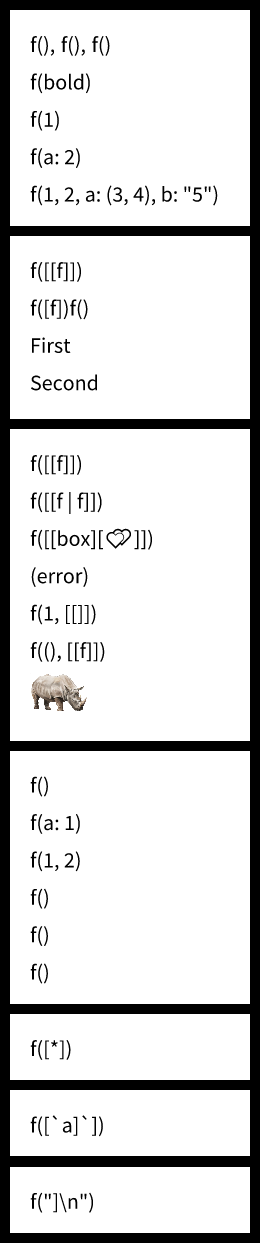 f(), f(), f()
f(bold)
f(1)
f(a: 2)
f(1, 2, a: (3, 4), b: "5")
f([[f]])
f([f])f()
First
Second
f([[f]])
f([[f | f]])
f([[box][💕]])
(error)
f(1, [[]])
f((), [[f]])
f()
f(a: 1)
f(1, 2)
f()
f()
f()
f([*])
f([`a]`])
f("]\n")